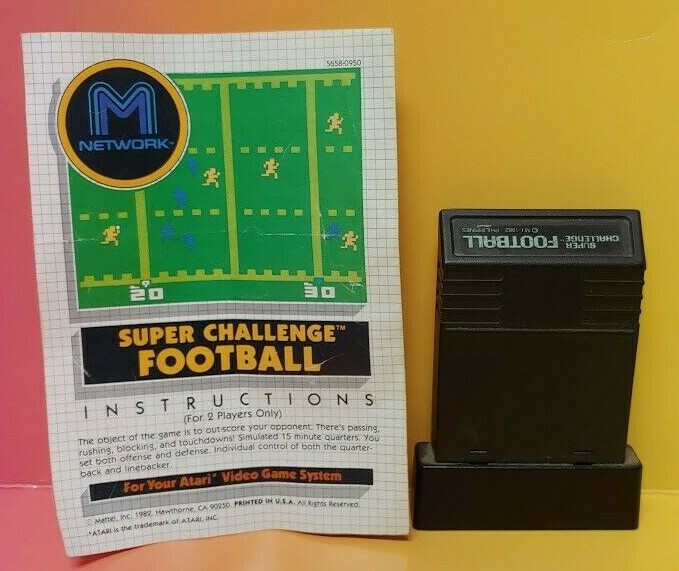 5658-0950
M
NETWORK™
20
30
SUPER CHALLENGE™
FOOTBALL
INSTRUCTIONS
(For 2 Players Only)
The object of the game is to out-score your opponent. There's passing,
rushing, blocking, and touchdowns! Simulated 15 minute quarters. You
set both offense and defense. Individual control of both the quarter-
back and linebacker.
For Your Atari* Video Game System
© Mattel, Inc. 1982. Hawthorne, CA 90250. PRINTED IN U.S.A. All Rights Reserved.
*ATARI is the trademark of ATARI, INC.
SUPER
CHALLENGE™ FOOTBALL
© M I 1982 PHILIPPINES